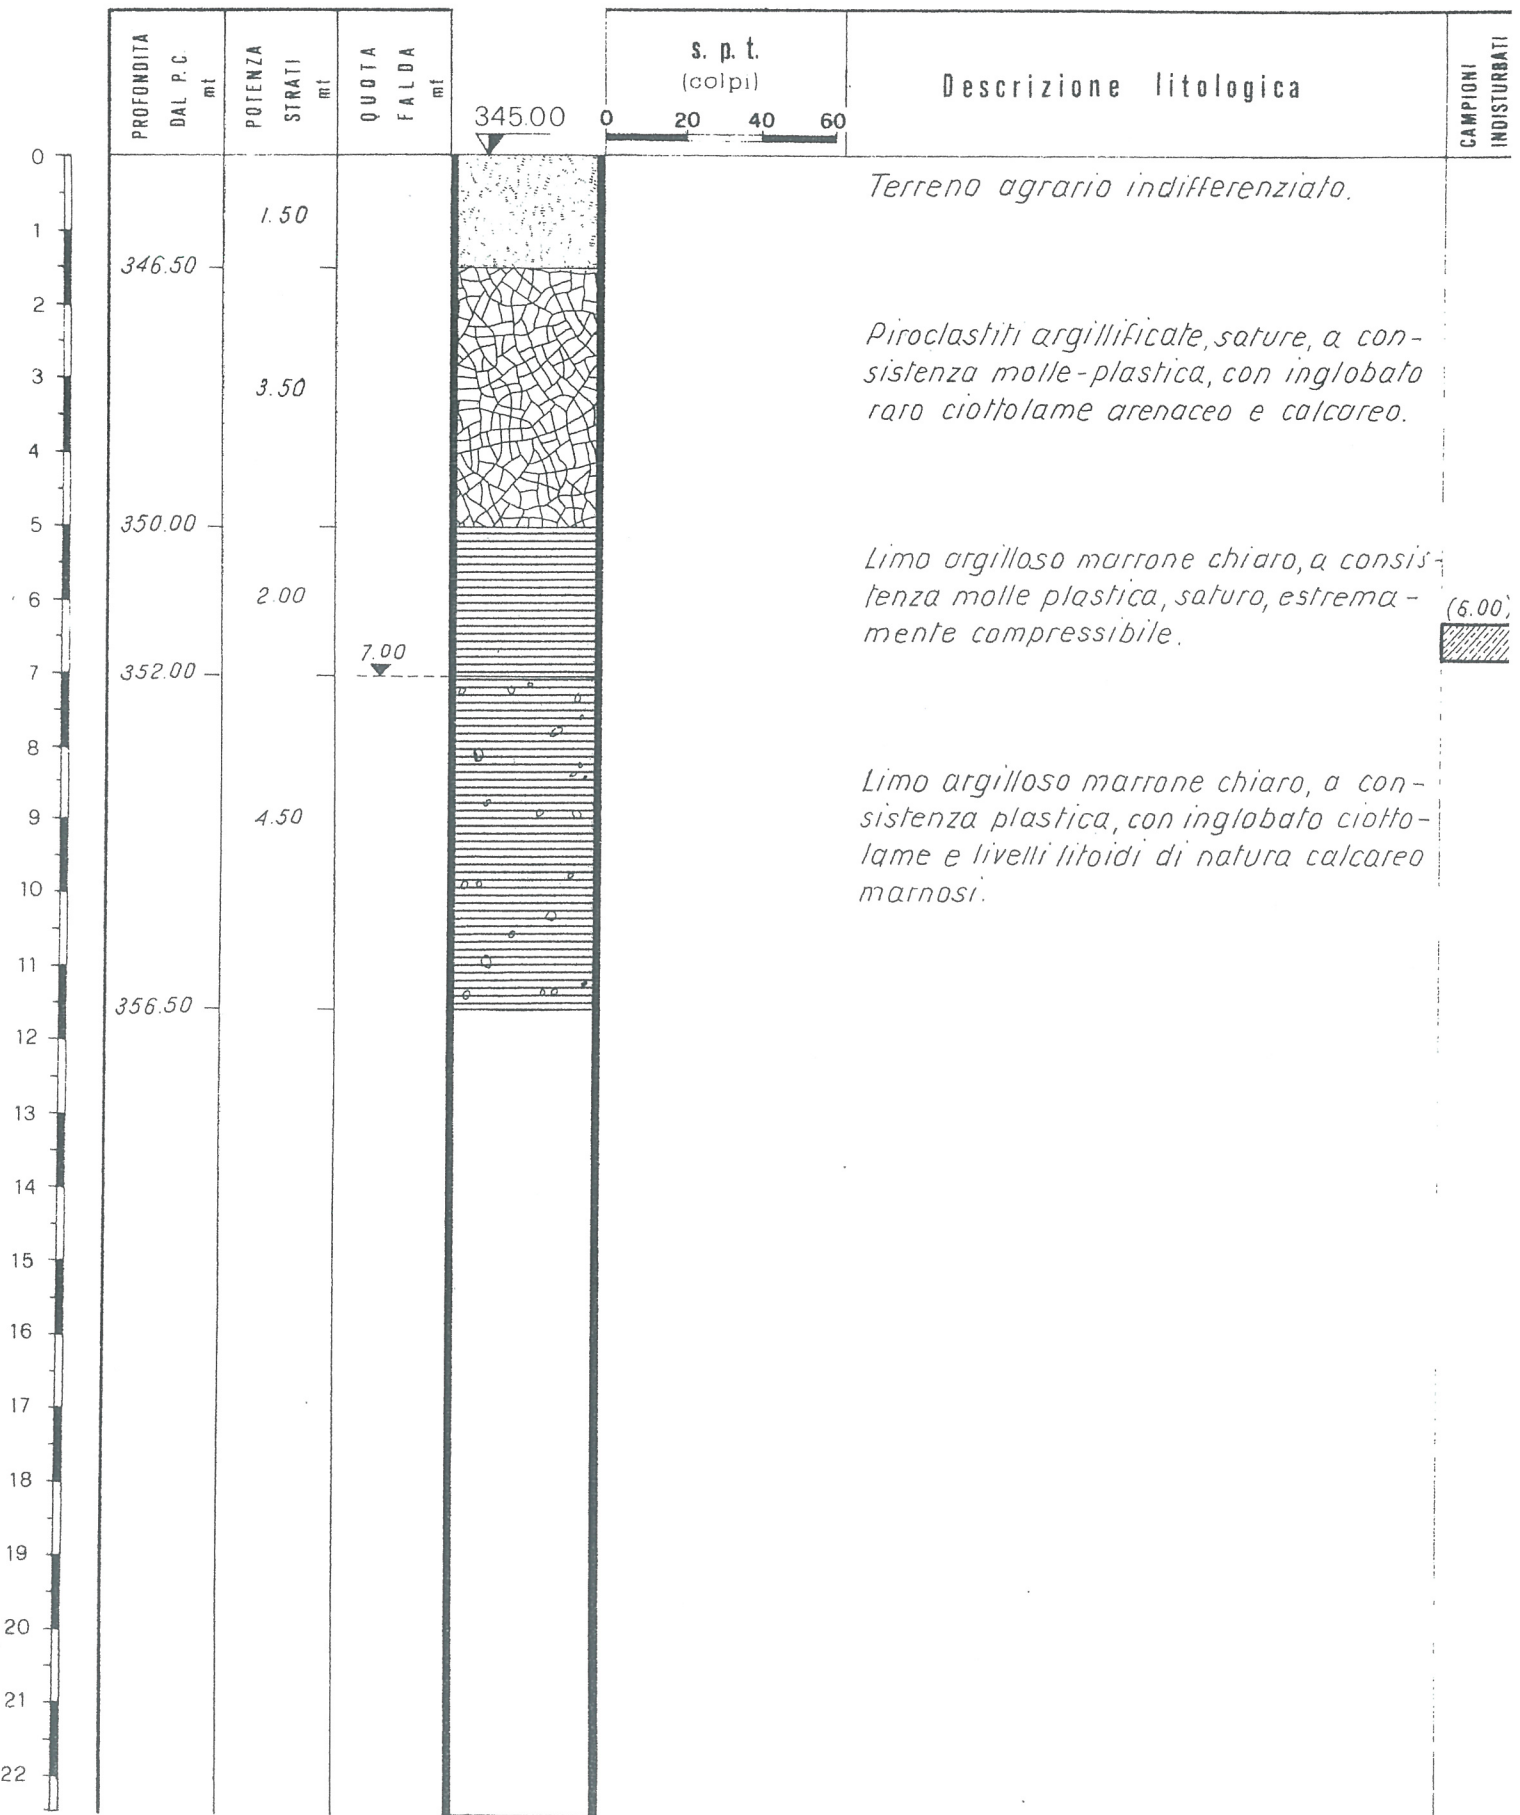 PROFONDITA
DAL P.C.
mt
POTENZA
STRATI
mt
QUOTA
FALDA
mt
345.00
s. p. t.
(colpi)
0 20 40 60
Descrizione litologica
CAMPIONI
INDISTURBATI
0
Terreno agrario indifferenziato.
1.50
1
346.50
2
Piroclastiti argillificate, sature, a con-
sistenza molle-plastica, con inglobato
raro ciottolame arenaceo e calcareo.
3
3.50
4
350.00
5
Limo argilloso marrone chiaro, a consis-
tenza molle plastica, saturo, estrema-
mente compressibile.
2.00
6
(6.00)
7.00
352.00
7
8
Limo argilloso marrone chiaro, a con-
sistenza plastica, con inglobato ciotto-
lame e livelli litoidi di natura calcareo
marnosi.
4.50
9
10
11
356.50
12
13
14
15
16
17
18
19
20
21
22